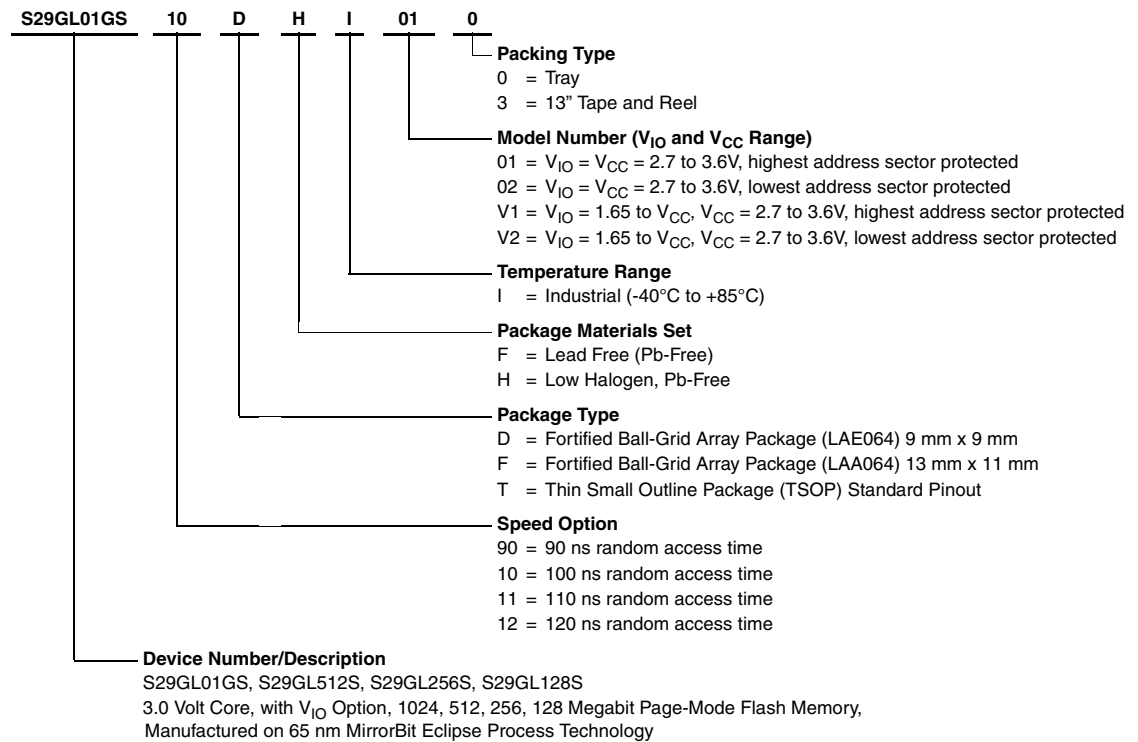 S29GL01GS 10 D H I 01 0
Packing Type
0 = Tray
3 = 13” Tape and Reel
Model Number (VIO and VCC Range)
01 = VIO = VCC = 2.7 to 3.6V, highest address sector protected
02 = VIO = VCC = 2.7 to 3.6V, lowest address sector protected
V1 = VIO = 1.65 to VCC, VCC = 2.7 to 3.6V, highest address sector protected
V2 = VIO = 1.65 to VCC, VCC = 2.7 to 3.6V, lowest address sector protected
Temperature Range
I = Industrial (-40°C to +85°C)
Package Materials Set
F = Lead Free (Pb-Free)
H = Low Halogen, Pb-Free
Package Type
D = Fortified Ball-Grid Array Package (LAE064) 9 mm x 9 mm
F = Fortified Ball-Grid Array Package (LAA064) 13 mm x 11 mm
T = Thin Small Outline Package (TSOP) Standard Pinout
Speed Option
90 = 90 ns random access time
10 = 100 ns random access time
11 = 110 ns random access time
12 = 120 ns random access time
Device Number/Description
S29GL01GS, S29GL512S, S29GL256S, S29GL128S
3.0 Volt Core, with VIO Option, 1024, 512, 256, 128 Megabit Page-Mode Flash Memory,
Manufactured on 65 nm MirrorBit Eclipse Process Technology